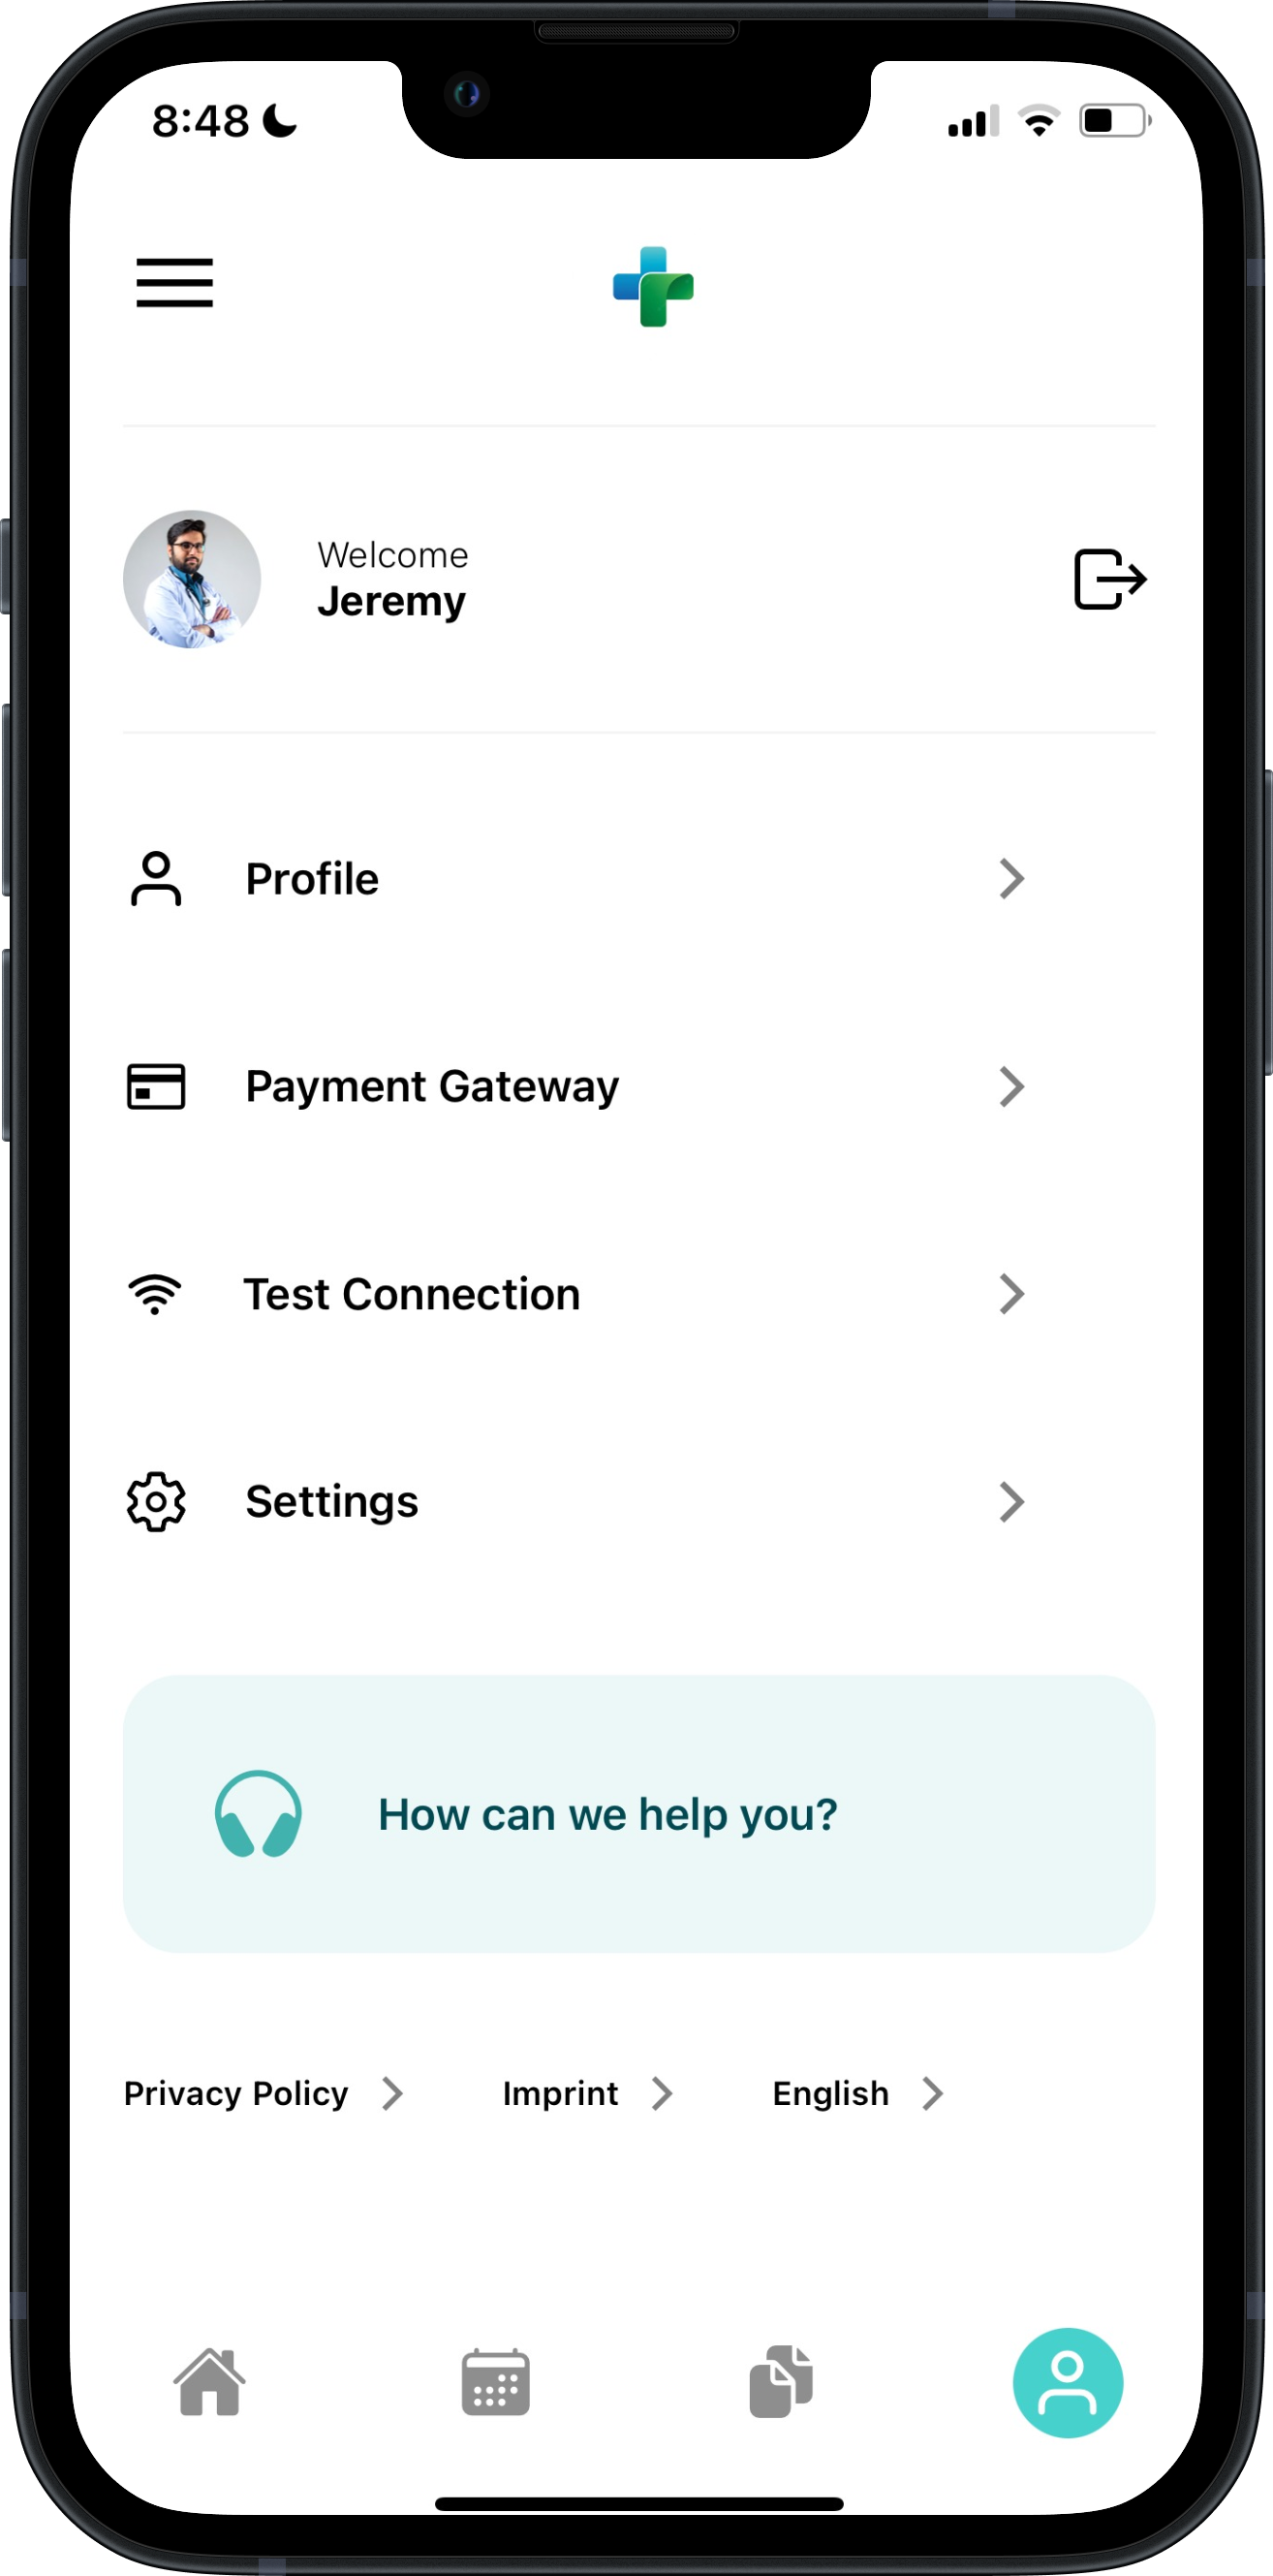 8:48
Welcome
Jeremy
Profile
Payment Gateway
Test Connection
Settings
How can we help you?
Privacy Policy
Imprint
English